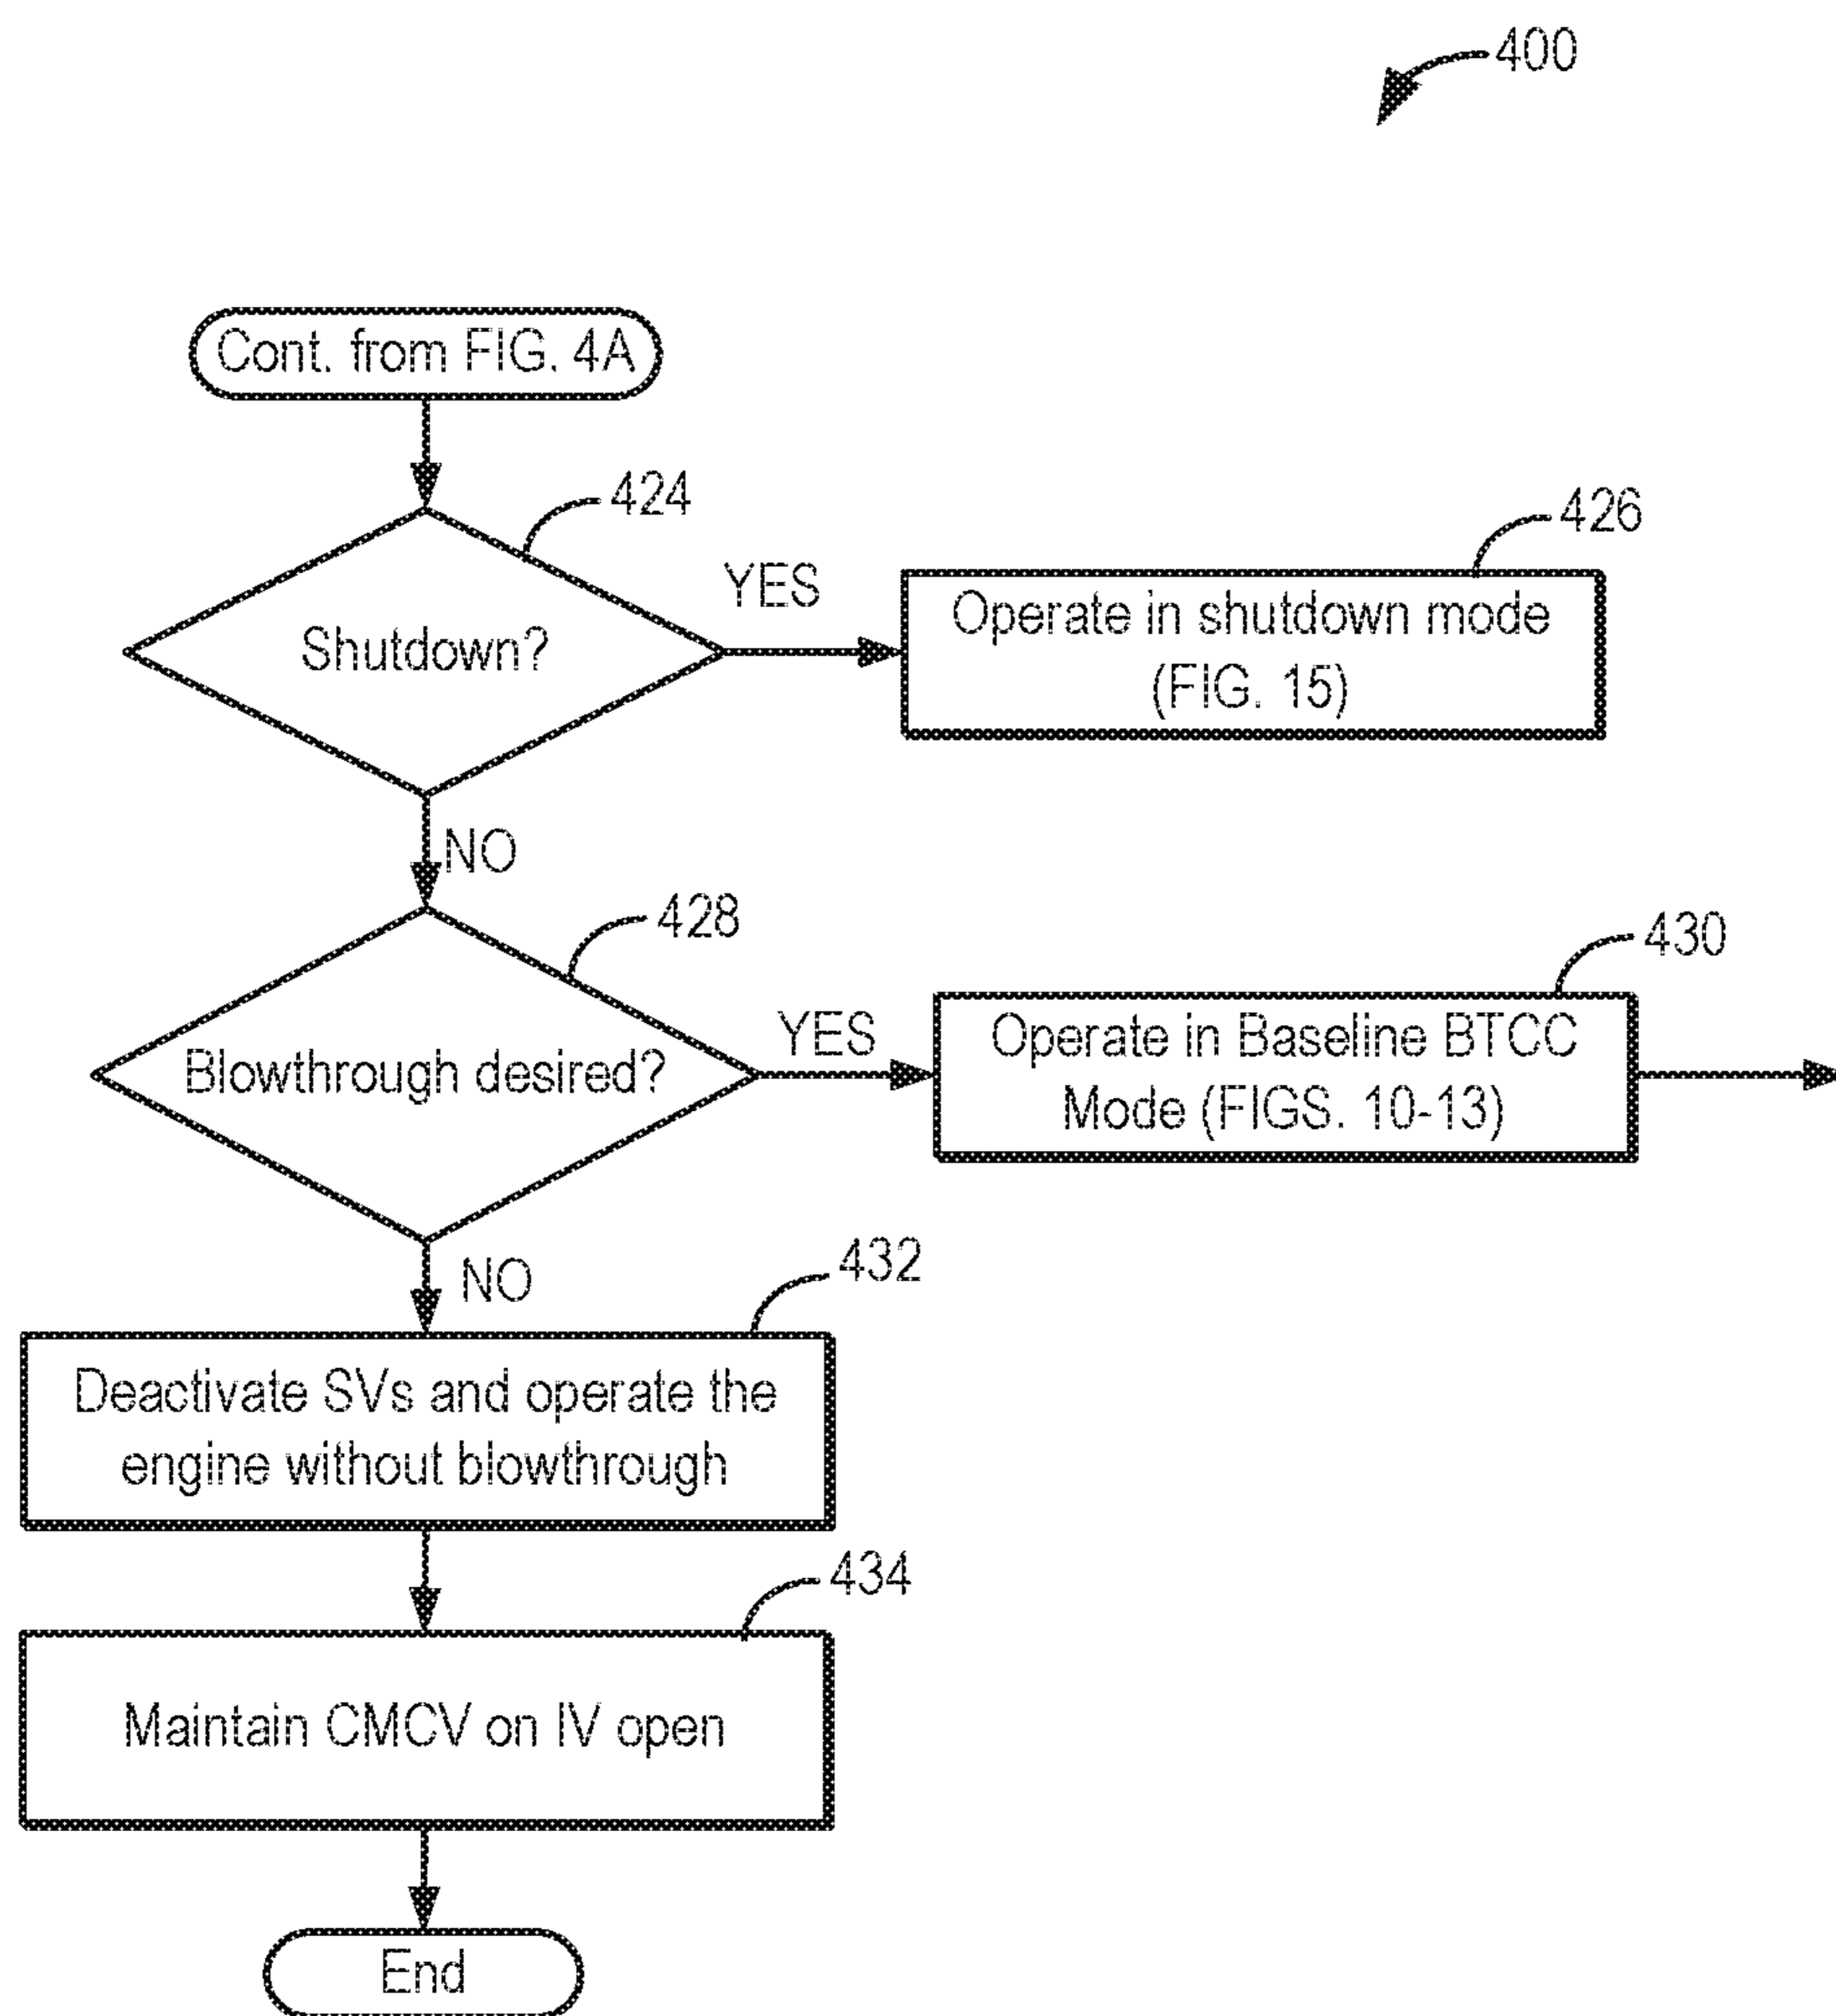 400
Cont. from FIG. 4A
424
Shutdown?
YES
426
Operate in shutdown mode
(FIG. 15)
NO
428
Blowthrough desired?
YES
430
Operate in Baseline BTCC
Mode (FIGS. 10-13)
NO
432
Deactivate SVs and operate the
engine without blowthrough
434
Maintain CMCV on IV open
End